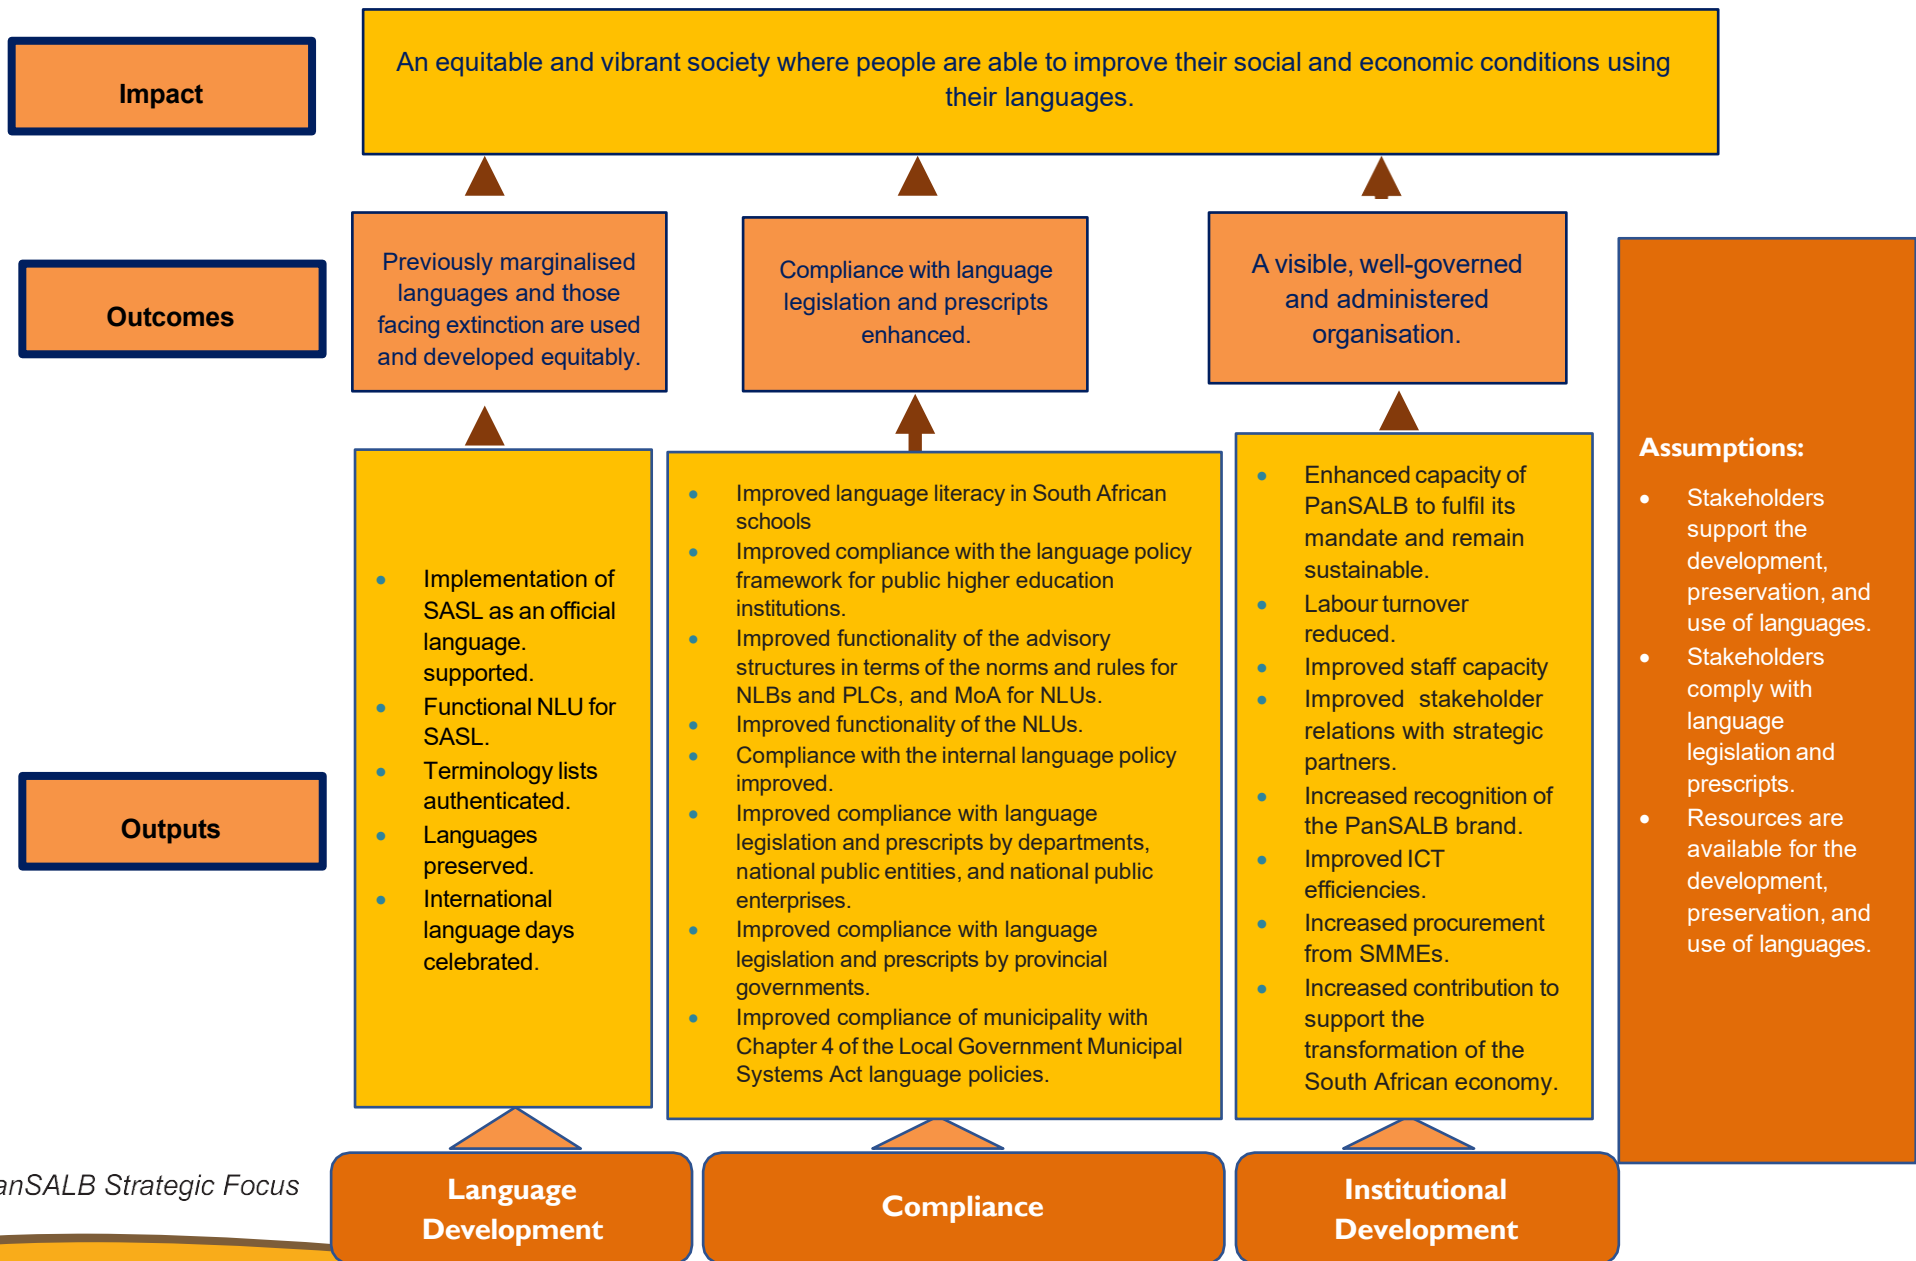 Impact
An equitable and vibrant society where people are able to improve their social and economic conditions using
their languages.
Outcomes
Previously marginalised
languages and those
facing extinction are used
and developed equitably.
Compliance with language
legislation and prescripts
enhanced.
A visible, well-governed
and administered
organisation.
Outputs
• Implementation of
SASL as an official
language.
supported.
• Functional NLU for
SASL.
• Terminology lists
authenticated.
• Languages
preserved.
• International
language days
celebrated.
• Improved language literacy in South African
schools
• Improved compliance with the language policy
framework for public higher education
institutions.
• Improved functionality of the advisory
structures in terms of the norms and rules for
NLBs and PLCs, and MoA for NLUs.
• Improved functionality of the NLUs.
• Compliance with the internal language policy
improved.
• Improved compliance with language
legislation and prescripts by departments,
national public entities, and national public
enterprises.
• Improved compliance with language
legislation and prescripts by provincial
governments.
• Improved compliance of municipality with
Chapter 4 of the Local Government Municipal
Systems Act language policies.
• Enhanced capacity of
PanSALB to fulfil its
mandate and remain
sustainable.
• Labour turnover
reduced.
• Improved staff capacity
• Improved stakeholder
relations with strategic
partners.
• Increased recognition of
the PanSALB brand.
• Improved ICT
efficiencies.
• Increased procurement
from SMMEs.
• Increased contribution to
support the
transformation of the
South African economy.
Assumptions:
• Stakeholders
support the
development,
preservation, and
use of languages.
• Stakeholders
comply with
language
legislation and
prescripts.
• Resources are
available for the
development,
preservation, and
use of languages.
anSALB Strategic Focus
Language
Development
Compliance
Institutional
Development